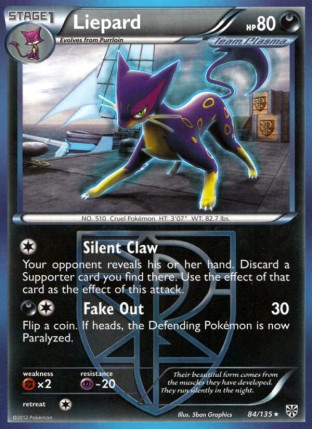 STAGE1
Liepard
HP80
Evolves from Purrloin
Team Plasma
NO. 510 Cruel Pokémon HT: 3'07" WT: 82.7 lbs.
Silent Claw
Your opponent reveals his or her hand. Discard a
Supporter card you find there. Use the effect of
that card as the effect of this attack.
Fake Out 30
Flip a coin. If heads, the Defending Pokémon is now
Paralyzed.
weakness
×2
resistance
-20
retreat
Their beautiful form comes from
the muscles they have developed.
They run silently in the night.
©2012 Pokémon
Illus. 3ban Graphics
84/135